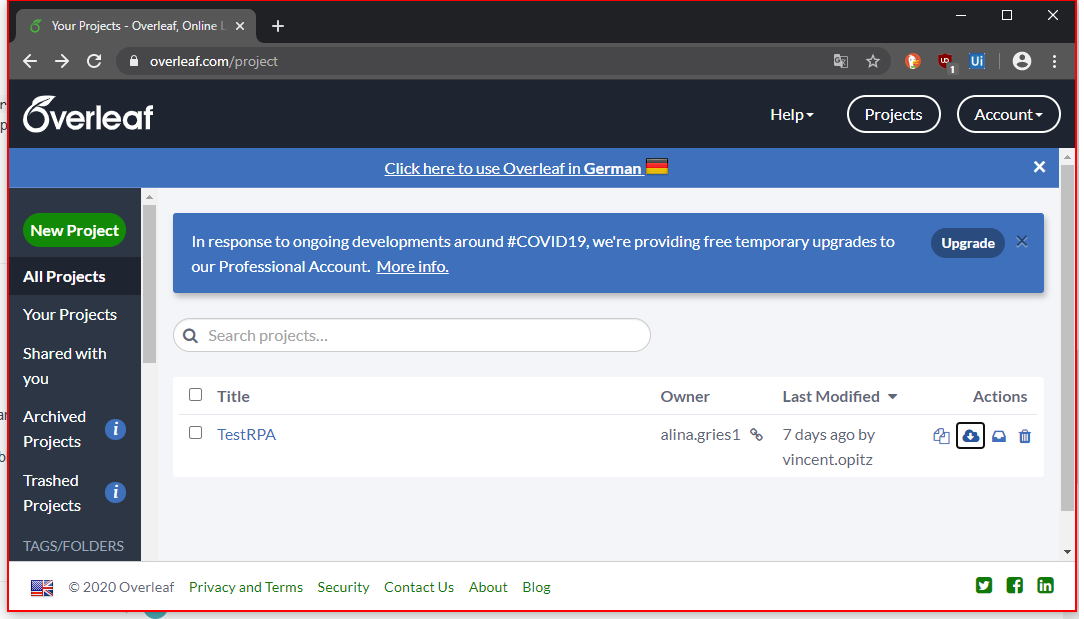 Your Projects - Overleaf, Online L
overleaf.com/project
UD
1
Ui
Overleaf
Help
Projects
Account
Click here to use Overleaf in German
New Project
All Projects
Your Projects
Shared with
you
Archived
Projects
i
Trashed
Projects
i
TAGS/FOLDERS
In response to ongoing developments around #COVID19, we're providing free temporary upgrades to
our Professional Account. More info.
Upgrade
Search projects…
Title Owner Last Modified Actions
TestRPA alina.gries1 7 days ago by
vincent.opitz
© 2020 Overleaf Privacy and Terms Security Contact Us About Blog